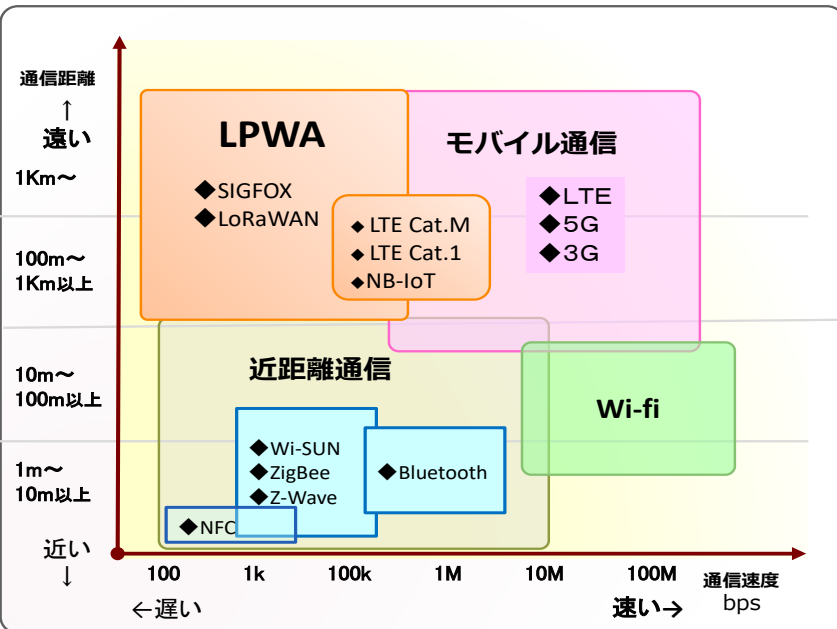 通信距離
↑
遠い
1Km～
100m～
1Km以上
10m～
100m以上
1m～
10m以上
近い
↓
LPWA
◆SIGFOX
◆LoRaWAN
モバイル通信
◆LTE
◆5G
◆3G
◆LTE Cat.M
◆LTE Cat.1
◆NB-IoT
近距離通信
Wi-fi
◆Wi-SUN
◆ZigBee
◆Z-Wave
◆Bluetooth
◆NFC
100 1k 100k 1M 10M 100M 通信速度
←遅い 速い→ bps